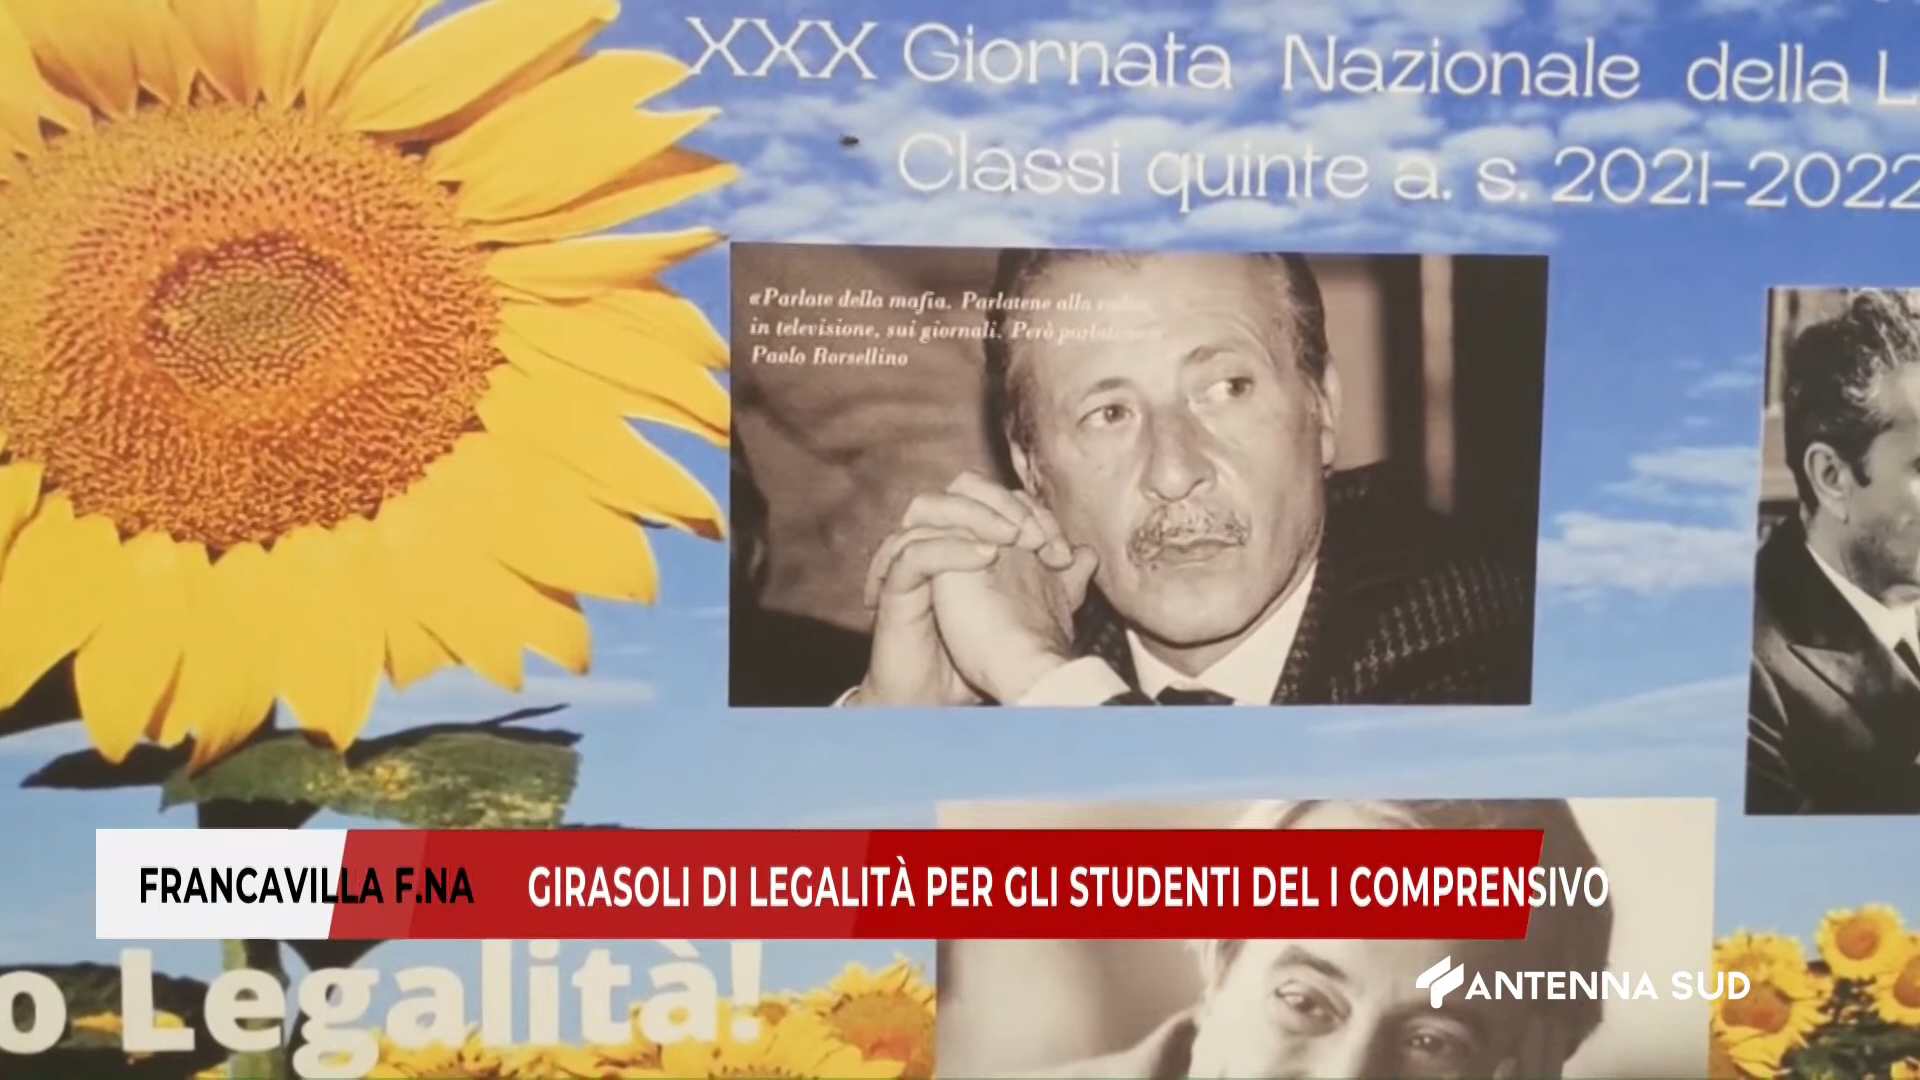 XXX Giornata Nazionale della L
Classi quinte a. s. 2021-2022
«Parlate della mafia. Parlatene alla radio,
in televisione, sui giornali. Però parlatene»
Paolo Borsellino
FRANCAVILLA F.NA GIRASOLI DI LEGALITÀ PER GLI STUDENTI DEL I COMPRENSIVO
o Legalità!
ANTENNA SUD